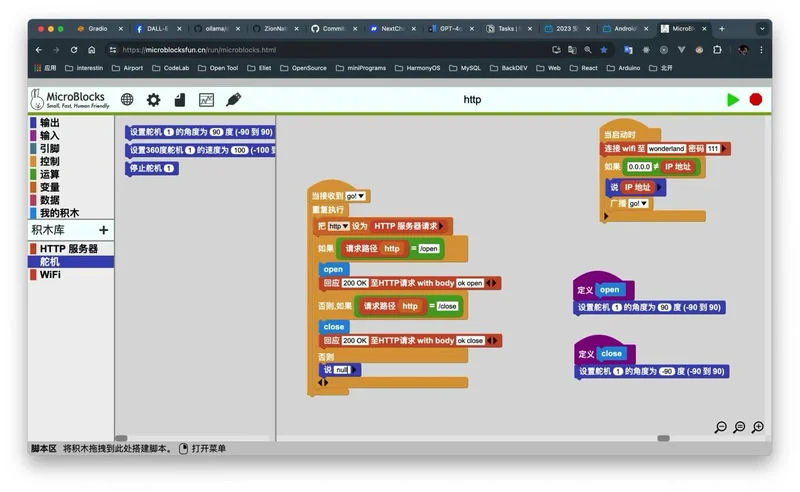 Gradio
DALL-E
ollama/
ZionNat
Commit
NextCha
GPT-4o
Tasks |
2023
Android
MicroBl
https://microblocksfun.cn/run/microblocks.html
应用 Interestin Airport CodeLab Open Tool Eliet OpenSource miniPrograms HarmonyOS MySQL BackDEV Web React Arduino 北开
MicroBlocks
Small, Fast, Human Friendly
http
输出
输入
引脚
控制
运算
变量
数据
我的积木
积木库 +
HTTP 服务器
舵机
WiFi
设置舵机 1 的角度为 90 度 (-90 到 90)
设置360度舵机 1 的速度为 100 (-100
停止舵机 1
当接收到 go!
重复执行
把 http 设为 HTTP 服务器请求
如果 请求路径 http = /open
open
回应 200 OK 至HTTP请求 with body ok open
否则,如果 请求路径 http = /close
close
回应 200 OK 至HTTP请求 with body ok close
否则
说 null
当启动时
连接 wifi 至 wonderland 密码 111
如果 0.0.0.0 ≠ IP 地址
说 IP 地址
广播 go!
定义 open
设置舵机 1 的角度为 90 度 (-90 到 90)
定义 close
设置舵机 1 的角度为 -90 度 (-90 到 90)
脚本区 将积木拖拽到此处搭建脚本。 打开菜单